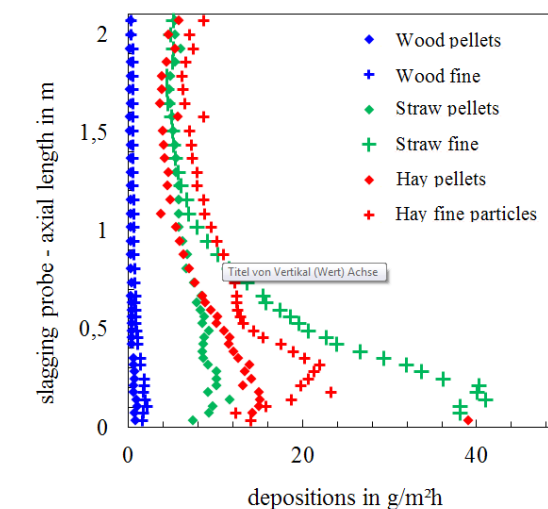 2
1,5
1
0,5
0
0
20
40
slagging probe - axial length in m
depositions in g/m²h
Wood pellets
Wood fine
Straw pellets
Straw fine
Hay pellets
Hay fine particles
Titel von Vertikal (Wert) Achse